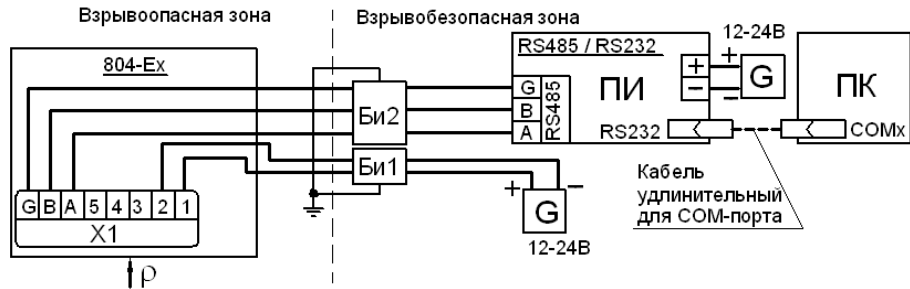 Взрывоопасная зона
Взрывобезопасная зона
804-Ex
RS485 / RS232
12-24В
G
B
A
RS485
ПИ
+
−
+
−
G
ПК
RS232
COMx
Би2
Би1
Кабель
удлинительный
для COM-порта
+
−
G
12-24В
G B A 5 4 3 2 1
X1
ρ